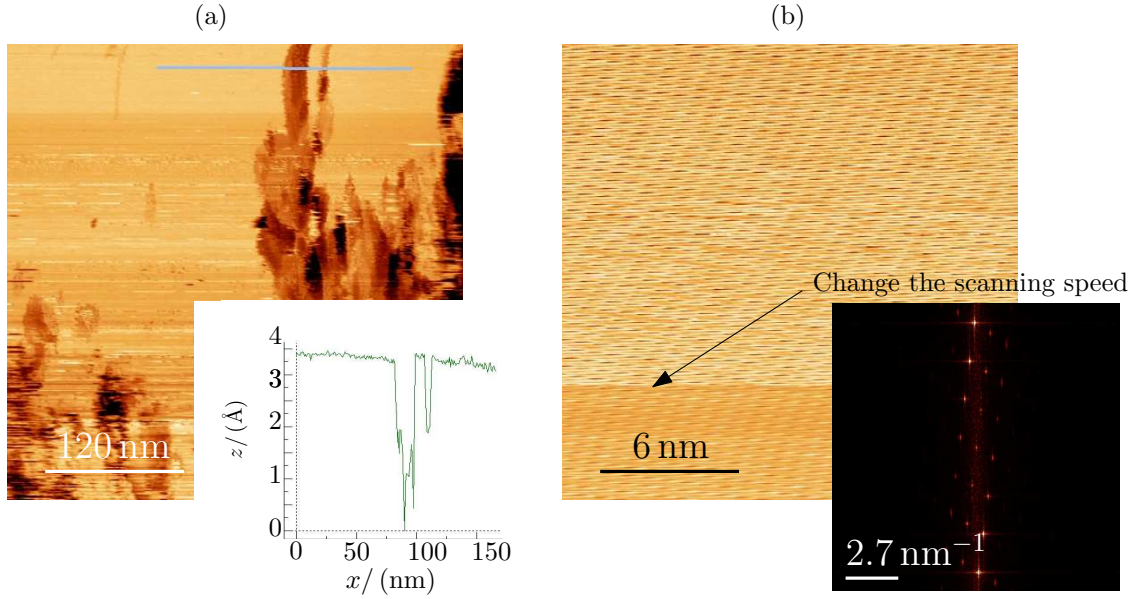 (a)
(b)
120 nm
4
3
2
1
0
z/(Å)
0 50 100 150
x/ (nm)
Change the scanning speed
6 nm
2.7 nm⁻¹